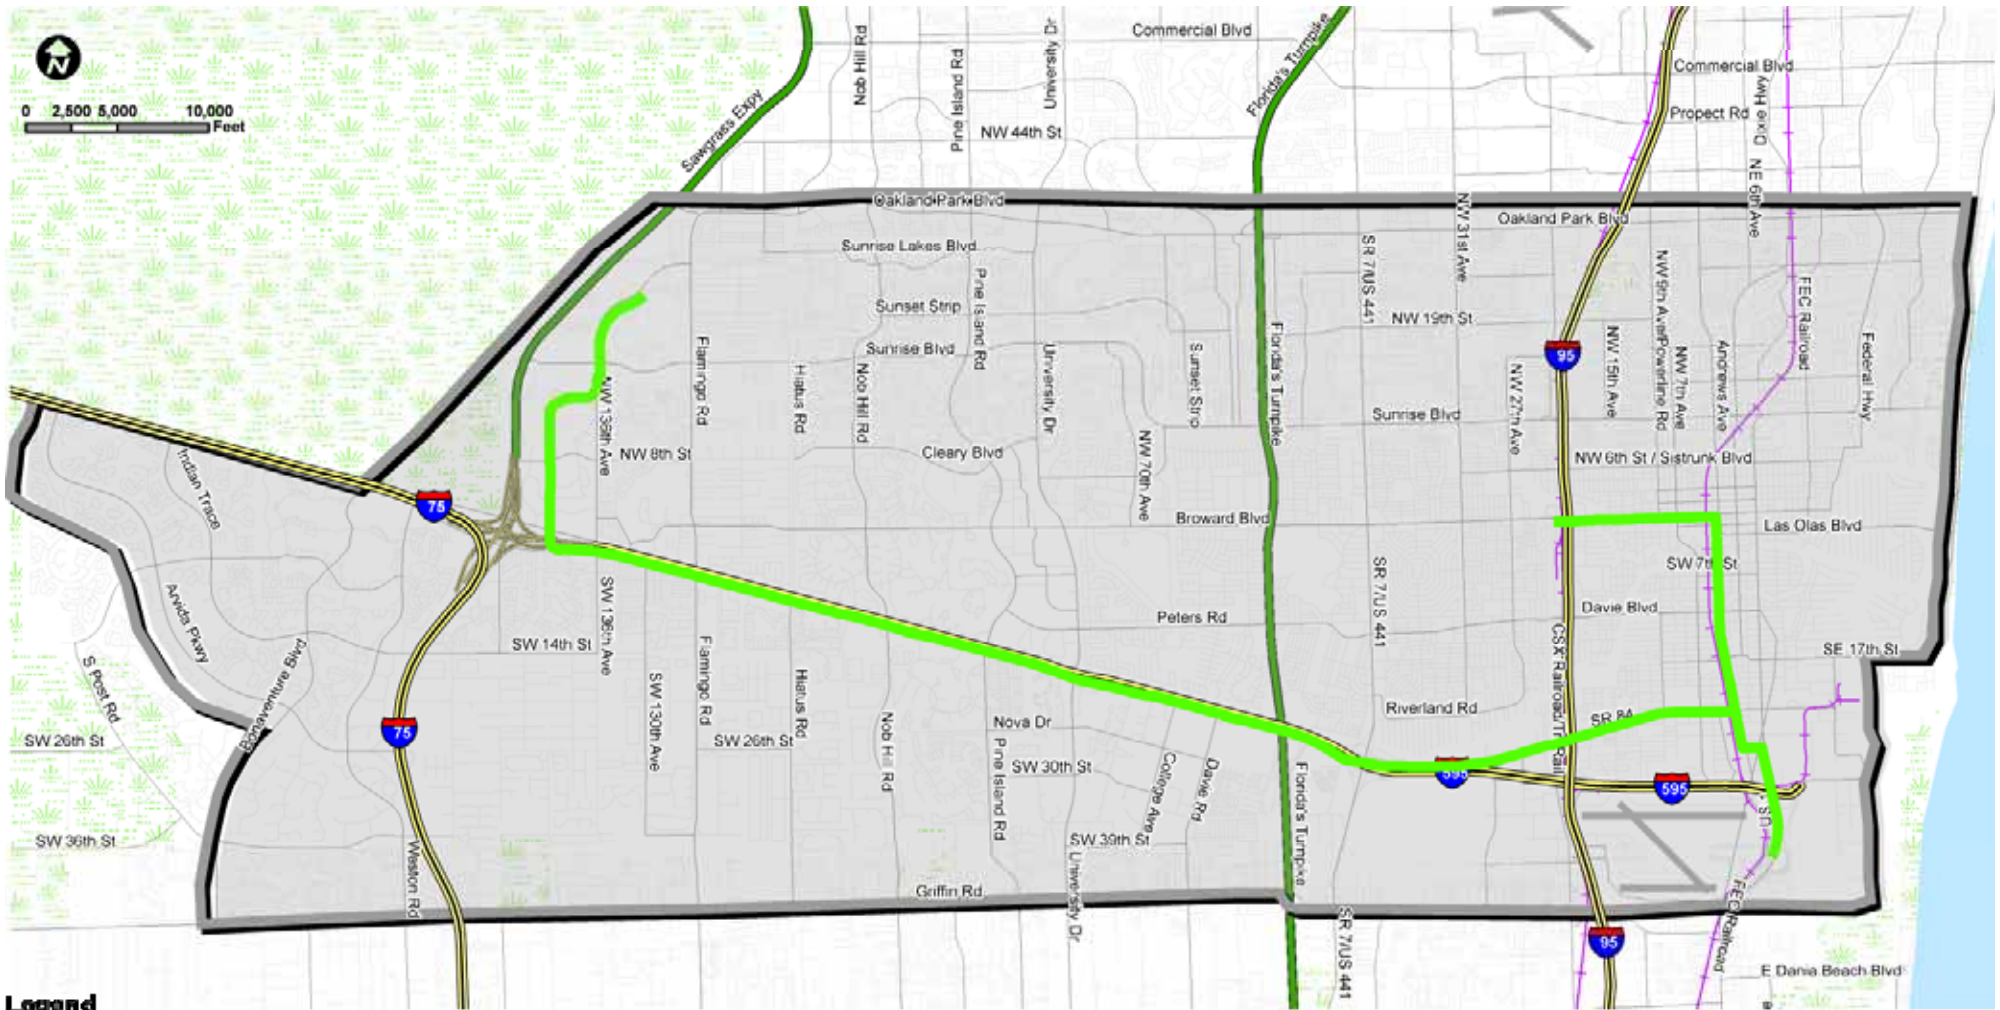 Commercial Blvd
Nob Hill Rd
University Dr
Pine Island Rd
Florida's Turnpike
Commercial Blvd
N
Dixie Hwy
Sawgrass Expy
0 2,500 5,000 10,000
Feet
Propect Rd
NW 44th St
NE 6th Ave
Oakland Park Blvd
NW 31st Ave
Oakland Park Blvd
Sunrise Lakes Blvd
SR 7/US 441
NW 9th Ave/Powerline Rd
Pine Island Rd
FEC Railroad
Sunset Strip
NW 19th St
Florida's Turnpike
NW 15th Ave
Flamingo Rd
Sunrise Blvd
University Dr
Sunset Strip
95
NW 7th Ave
Andrews Ave
Federal Hwy
Hiatus Rd
Nob Hill Rd
NW 27th Ave
NW 136th Ave
Sunrise Blvd
NW 70th Ave
NW 8th St
Cleary Blvd
NW 6th St / Sistrunk Blvd
Indian Trace
75
Broward Blvd
Las Olas Blvd
SR 7/US 441
SW 7th St
SW 136th Ave
Arvida Pkwy
Peters Rd
Davie Blvd
SW 14th St
CSX Railroad/Tri-Rail
SE 17th St
Bonaventure Blvd
Flamingo Rd
S Post Rd
SW 130th Ave
Hiatus Rd
Nob Hill Rd
Nova Dr
Riverland Rd
SR 84
75
SW 26th St
SW 26th St
Pine Island Rd
SW 30th St
College Ave
Davie Rd
Florida's Turnpike
595
595
U.S.
SW 36th St
SW 39th St
Weston Rd
University Dr
Griffin Rd
FEC Railroad
SR 7/US 441
95
E Dania Beach Blvd
Legend